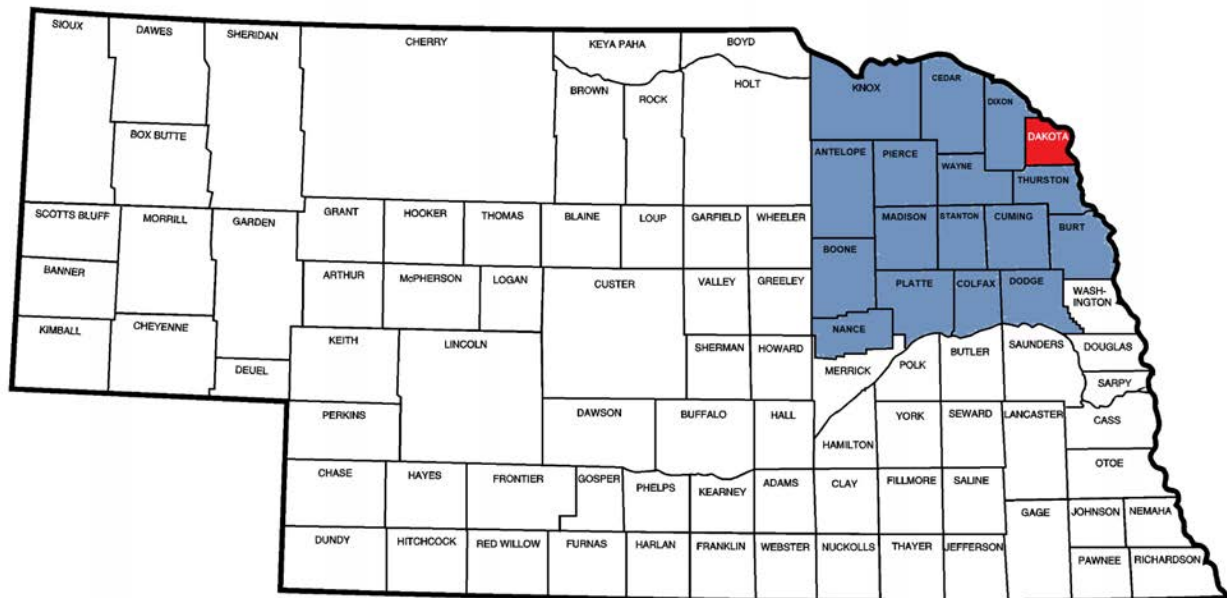 SIOUX
DAWES
SHERIDAN
CHERRY
KEYA PAHA
BOYD
BROWN
ROCK
HOLT
KNOX
CEDAR
DIXON
DAKOTA
BOX BUTTE
ANTELOPE
PIERCE
WAYNE
THURSTON
SCOTTS BLUFF
MORRILL
GARDEN
GRANT
HOOKER
THOMAS
BLAINE
LOUP
GARFIELD
WHEELER
MADISON
STANTON
CUMING
BURT
BOONE
BANNER
ARTHUR
McPHERSON
LOGAN
CUSTER
VALLEY
GREELEY
PLATTE
COLFAX
DODGE
WASH-
INGTON
KIMBALL
CHEYENNE
KEITH
LINCOLN
NANCE
SHERMAN
HOWARD
MERRICK
POLK
BUTLER
SAUNDERS
DOUGLAS
DEUEL
SARPY
PERKINS
DAWSON
BUFFALO
HALL
HAMILTON
YORK
SEWARD
LANCASTER
CASS
OTOE
CHASE
HAYES
FRONTIER
GOSPER
PHELPS
KEARNEY
ADAMS
CLAY
FILLMORE
SALINE
GAGE
JOHNSON
NEMAHA
DUNDY
HITCHCOCK
RED WILLOW
FURNAS
HARLAN
FRANKLIN
WEBSTER
NUCKOLLS
THAYER
JEFFERSON
PAWNEE
RICHARDSON